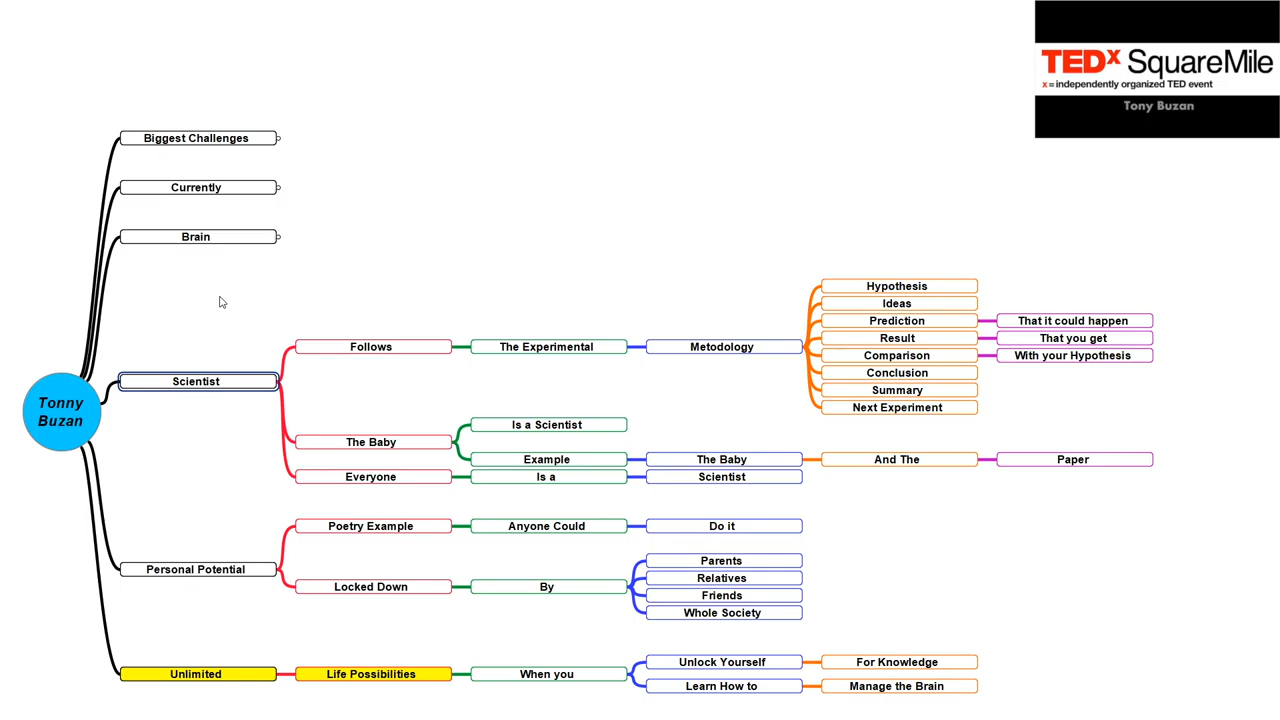 TEDx SquareMile
x = independently organized TED event
Tony Buzan
Biggest Challenges
Currently
Brain
Tonny
Buzan
Scientist
Follows
The Experimental
Metodology
Hypothesis
Ideas
Prediction
That it could happen
Result
That you get
Comparison
With your Hypothesis
Conclusion
Summary
Next Experiment
The Baby
Is a Scientist
Example
The Baby
And The
Paper
Everyone
Is a
Scientist
Personal Potential
Poetry Example
Anyone Could
Do it
Locked Down
By
Parents
Relatives
Friends
Whole Society
Unlimited
Life Possibilities
When you
Unlock Yourself
For Knowledge
Learn How to
Manage the Brain